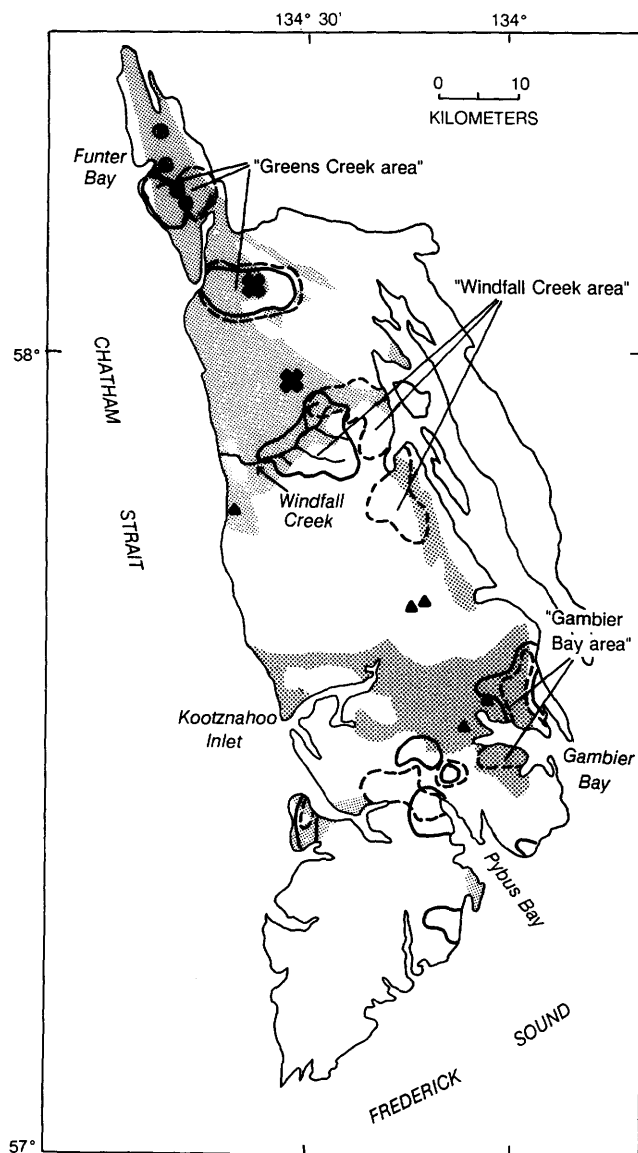 134° 30'
134°
0 10
KILOMETERS
Funter
Bay
"Greens Creek area"
"Windfall Creek area"
58°
CHATHAM
STRAIT
Windfall
Creek
"Gambier
Bay area"
Kootznahoo
Inlet
Gambier
Bay
Pybus Bay
FREDERICK SOUND
57°